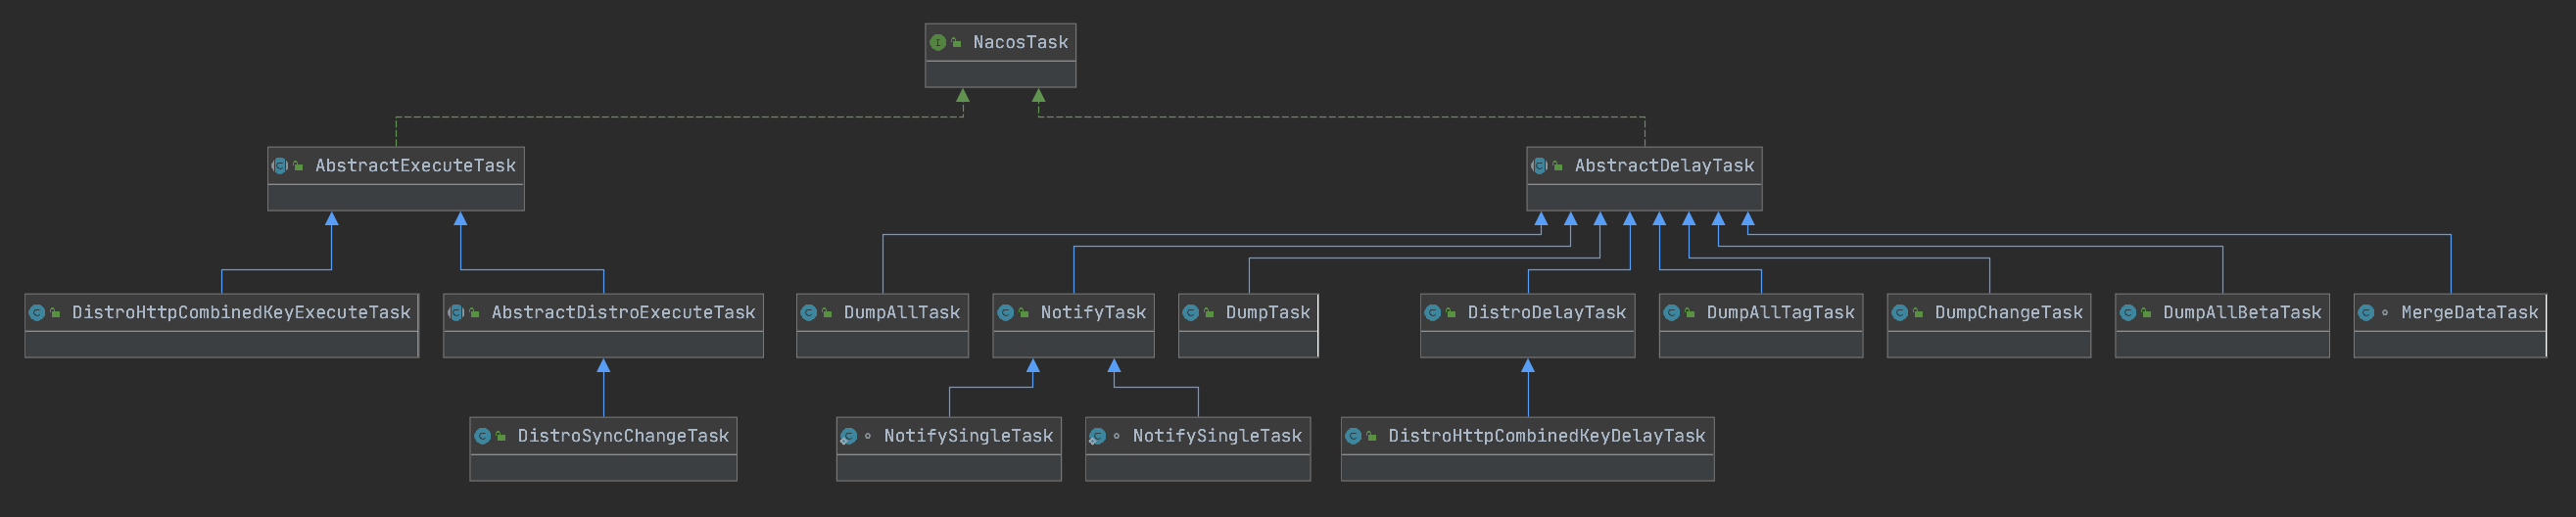 NacosTask
AbstractExecuteTask
AbstractDelayTask
DistroHttpCombinedKeyExecuteTask
AbstractDistroExecuteTask
DumpAllTask
NotifyTask
DumpTask
DistroDelayTask
DumpAllTagTask
DumpChangeTask
DumpAllBetaTask
MergeDataTask
DistroSyncChangeTask
NotifySingleTask
NotifySingleTask
DistroHttpCombinedKeyDelayTask